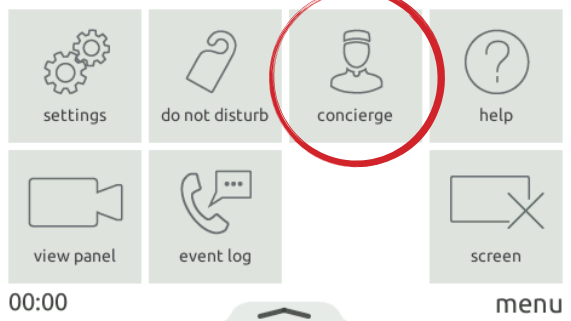 settings
do not disturb
concierge
help
view panel
event log
screen
00:00
menu